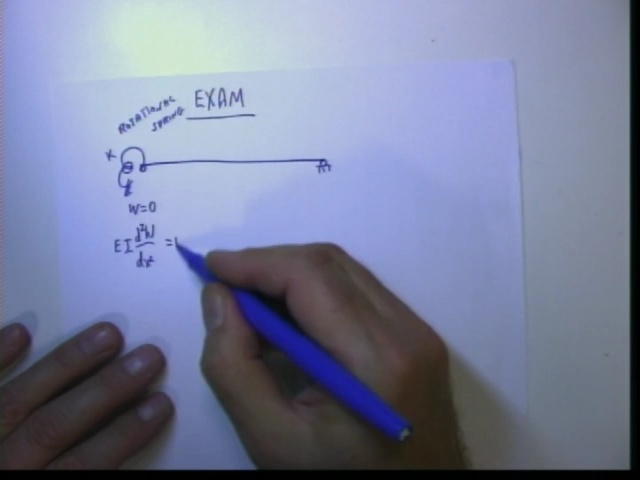 EXAM
ROTATIONAL
SPRING
K
W=0
EI d²W/dx² =